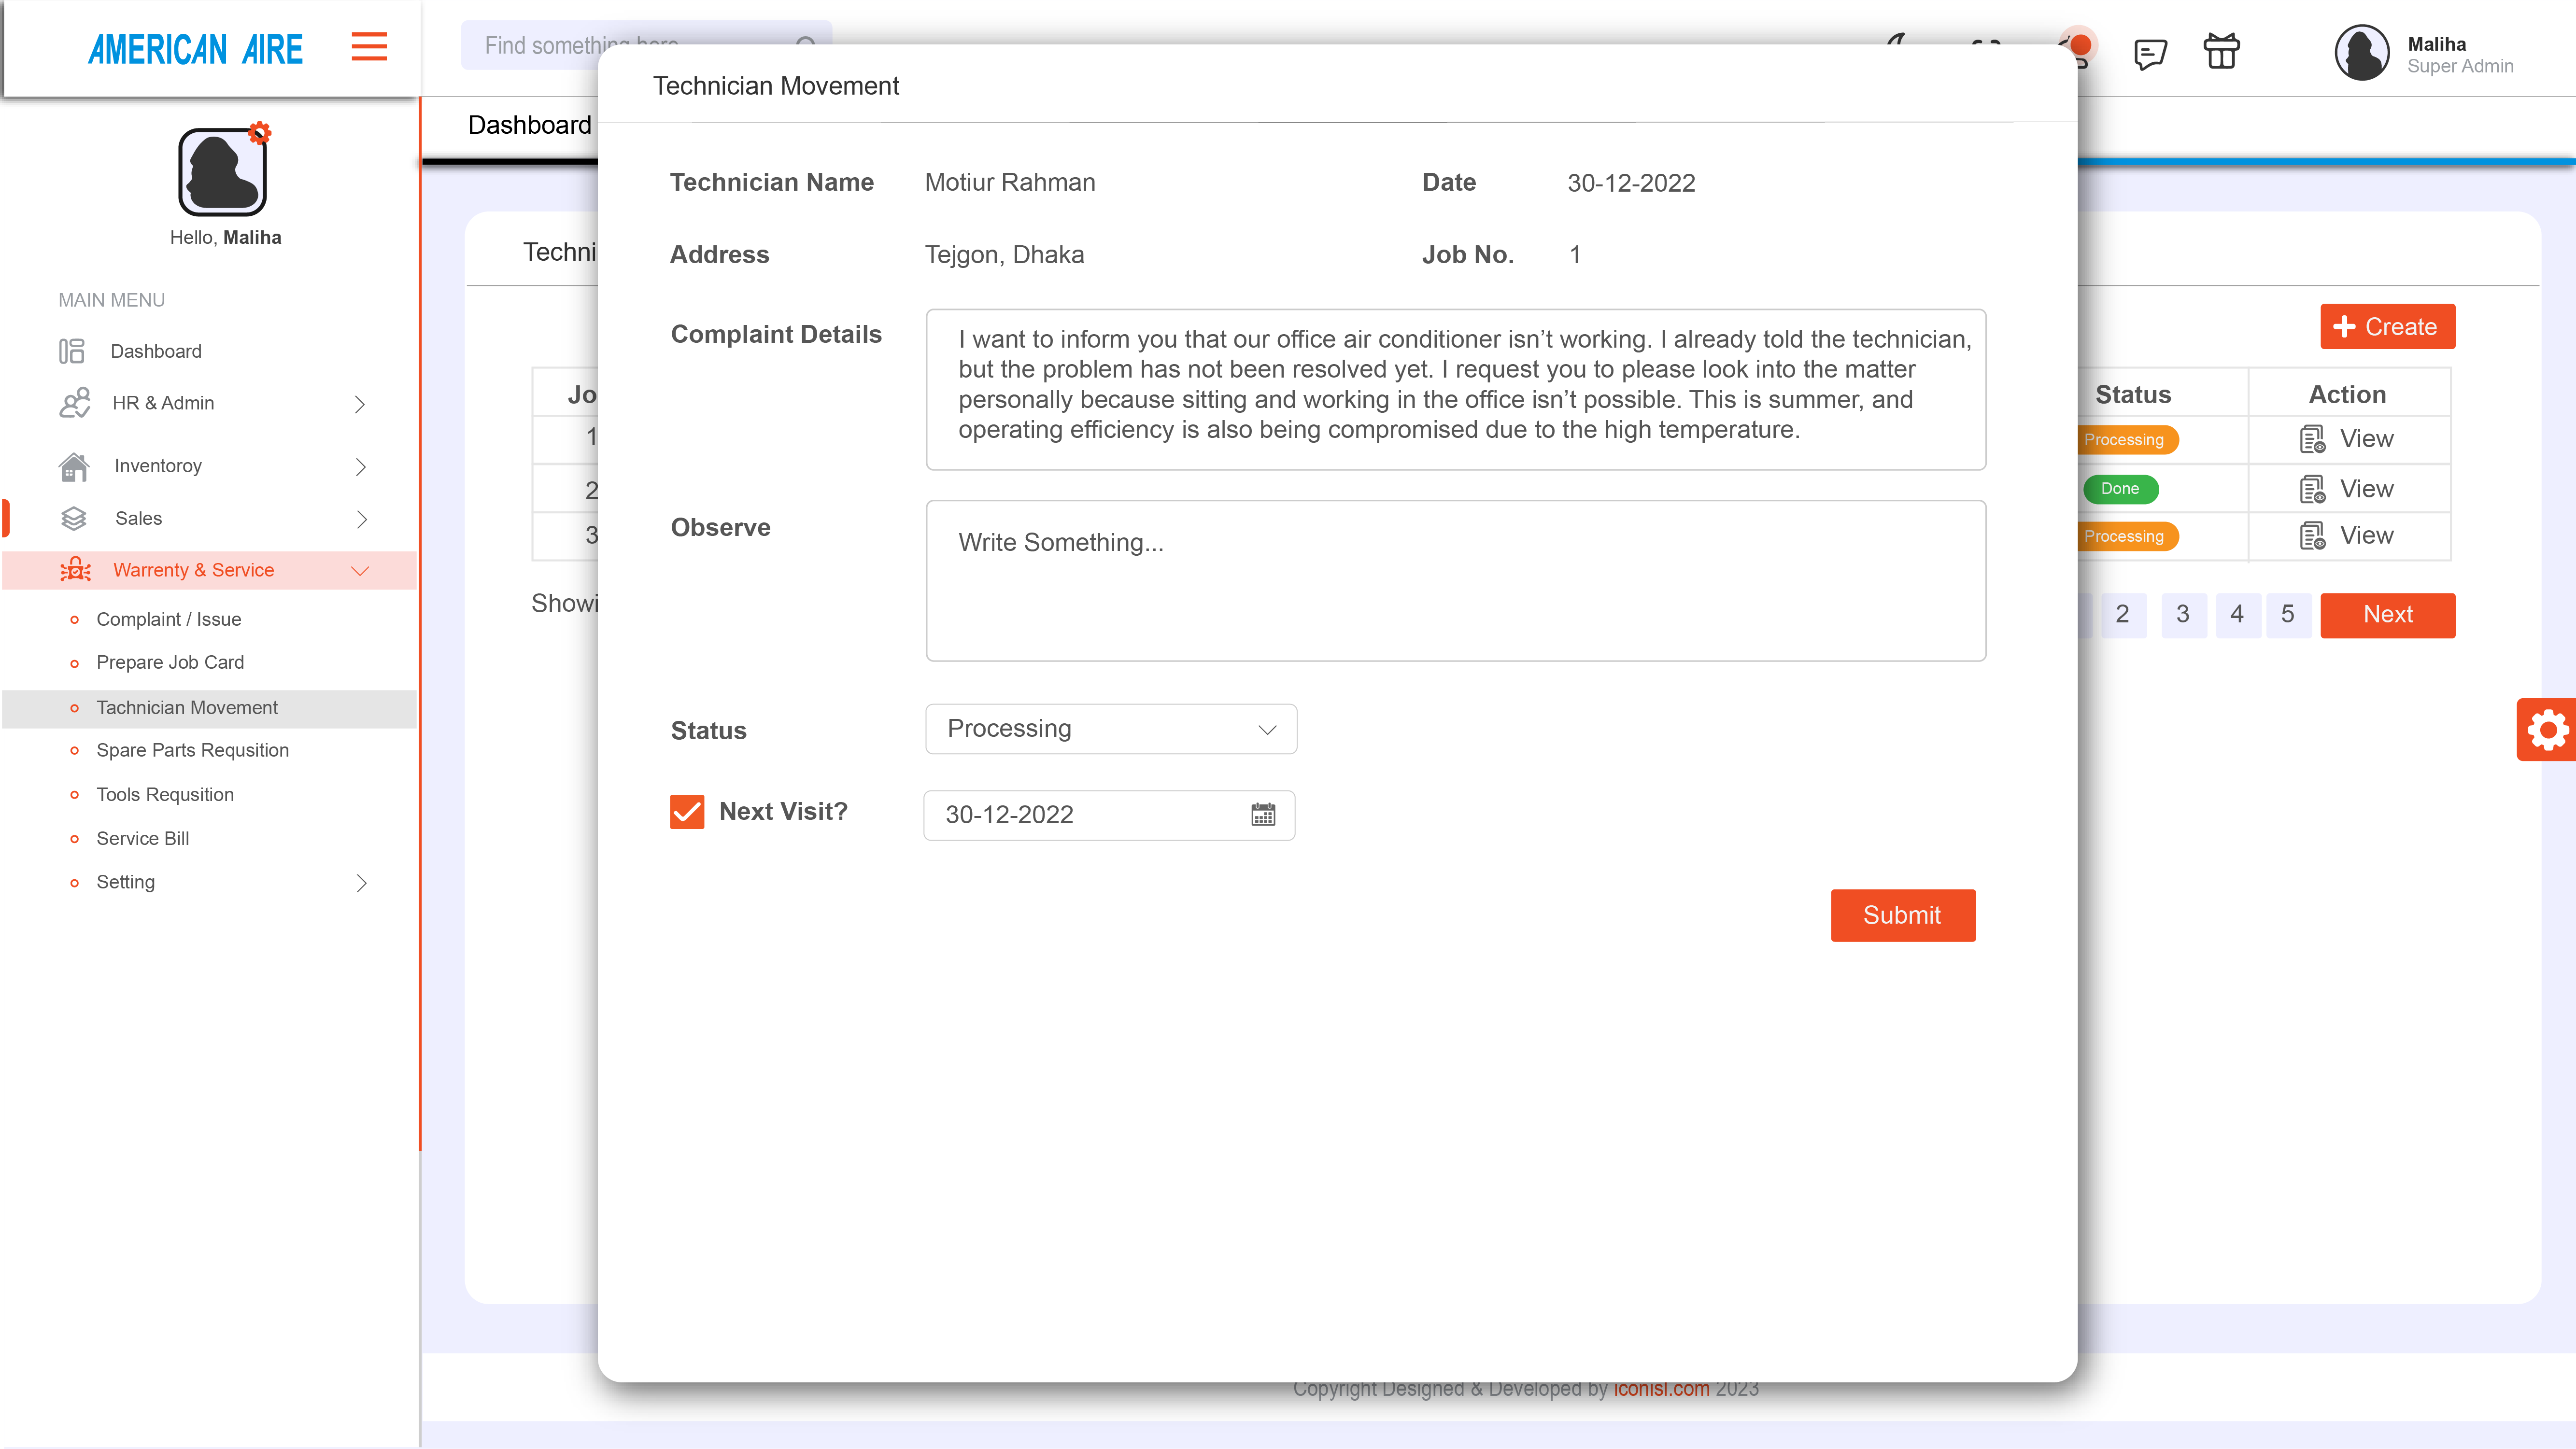 AMERICAN AIRE
Find something here
Maliha
Super Admin
Dashboard
Hello, Maliha
MAIN MENU
Dashboard
HR & Admin
Inventoroy
Sales
Warrenty & Service
Complaint / Issue
Prepare Job Card
Tachnician Movement
Spare Parts Requsition
Tools Requsition
Service Bill
Setting
Techni
Create
Jo Status Action
1 Processing View
2 Done View
3 Processing View
Showi
2 3 4 5 Next
Technician Movement
Technician Name Motiur Rahman Date 30-12-2022
Address Tejgon, Dhaka Job No. 1
Complaint Details
I want to inform you that our office air conditioner isn’t working. I already told the technician,
but the problem has not been resolved yet. I request you to please look into the matter
personally because sitting and working in the office isn’t possible. This is summer, and
operating efficiency is also being compromised due to the high temperature.
Observe
Write Something...
Status Processing
Next Visit? 30-12-2022
Submit
Copyright Designed & Developed by iconisl.com 2023